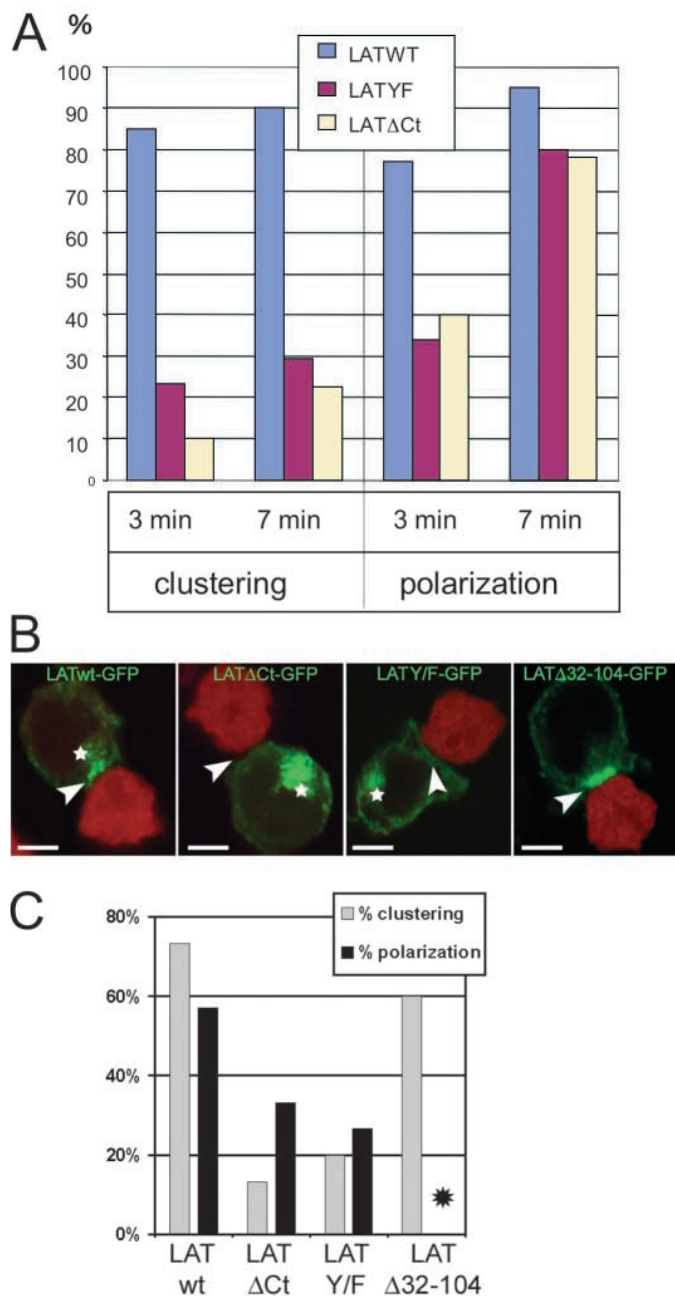 A
%
LATWT
LATYF
LATΔCt
100
90
80
70
60
50
40
30
20
10
0
3 min 7 min 3 min 7 min
clustering polarization
B
LATwt-GFP LATΔCt-GFP LATY/F-GFP LATΔ32-104-GFP
C
80%
60%
40%
20%
0%
% clustering
% polarization
LAT LAT LAT LAT
wt ΔCt Y/F Δ32-104